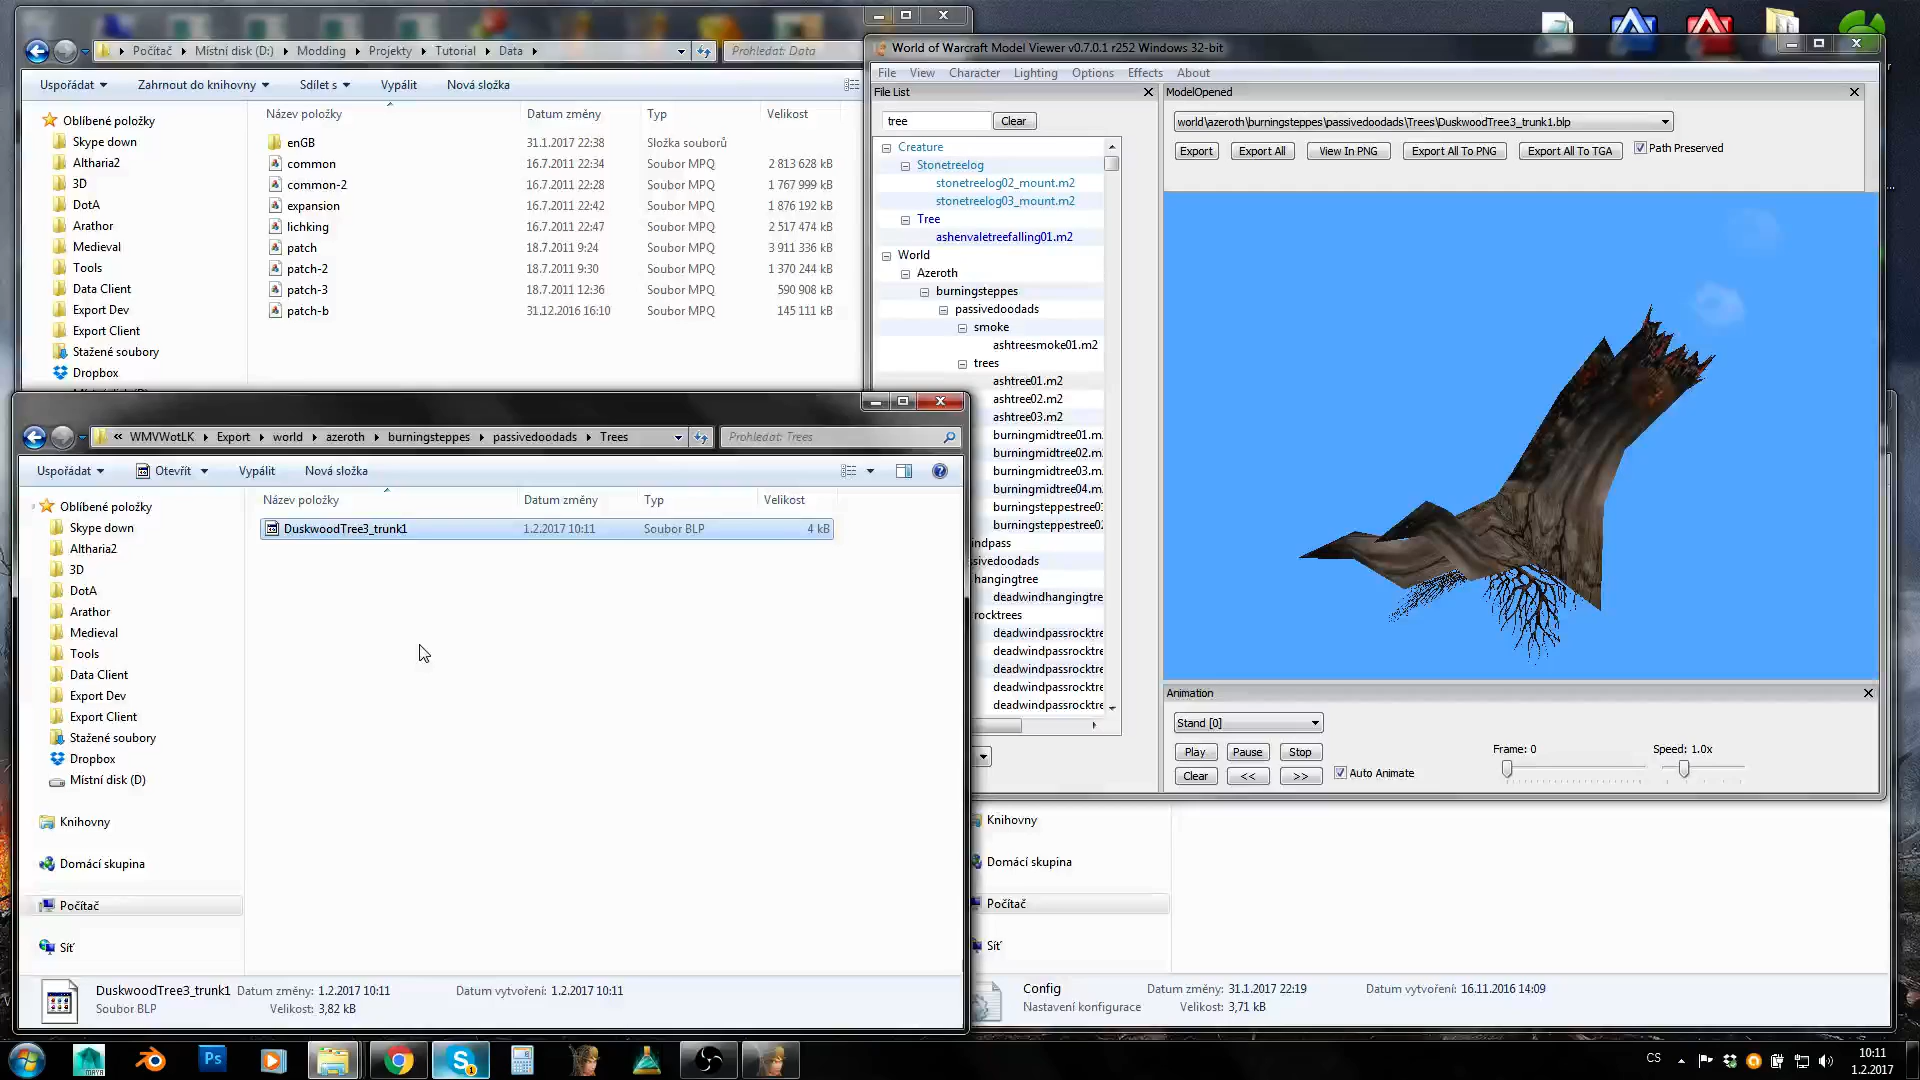 Počítač
Místní disk (D:)
Modding
Projekty
Tutorial
Data
Prohledat: Data
Uspořádat
Zahrnout do knihovny
Sdílet s
Vypálit
Nová složka
Oblíbené položky
Skype down
Altharia2
3D
DotA
Arathor
Medieval
Tools
Data Client
Export Dev
Export Client
Stažené soubory
Dropbox
Název položky Datum změny Typ Velikost
enGB 31.1.2017 22:38 Složka souborů
common 16.7.2011 22:34 Soubor MPQ 2 813 628 kB
common-2 16.7.2011 22:28 Soubor MPQ 1 767 999 kB
expansion 16.7.2011 22:42 Soubor MPQ 1 876 192 kB
lichking 16.7.2011 22:47 Soubor MPQ 2 517 474 kB
patch 18.7.2011 9:24 Soubor MPQ 3 911 336 kB
patch-2 18.7.2011 9:30 Soubor MPQ 1 370 244 kB
patch-3 18.7.2011 12:36 Soubor MPQ 590 908 kB
patch-b 31.12.2016 16:10 Soubor MPQ 145 111 kB
World of Warcraft Model Viewer v0.7.0.1 r252 Windows 32-bit
File View Character Lighting Options Effects About
File List
tree
Clear
Creature
Stonetreelog
stonetreelog02_mount.m2
stonetreelog03_mount.m2
Tree
ashenvaletreefalling01.m2
World
Azeroth
burningsteppes
passivedoodads
smoke
ashtreesmoke01.m2
trees
ashtree01.m2
ashtree02.m2
ashtree03.m2
burningmidtree01.m
burningmidtree02.m
burningmidtree03.m
burningmidtree04.m
burningsteppestree01
burningsteppestree02
indpass
ssivedoodads
hangingtree
deadwindhangingtre
rocktrees
deadwindpassrocktre
deadwindpassrocktre
deadwindpassrocktre
deadwindpassrocktre
deadwindpassrocktre
ModelOpened
world\azeroth\burningsteppes\passivedoodads\Trees\DuskwoodTree3_trunk1.blp
Export
Export All
View In PNG
Export All To PNG
Export All To TGA
Path Preserved
Animation
Stand [0]
Play
Pause
Stop
Clear
<<
>>
Auto Animate
Frame: 0
Speed: 1.0x
« WMVWotLK
Export
world
azeroth
burningsteppes
passivedoodads
Trees
Prohledat: Trees
Uspořádat
Otevřít
Vypálit
Nová složka
Oblíbené položky
Skype down
Altharia2
3D
DotA
Arathor
Medieval
Tools
Data Client
Export Dev
Export Client
Stažené soubory
Dropbox
Místní disk (D)
Knihovny
Domácí skupina
Počítač
Síť
Název položky Datum změny Typ Velikost
DuskwoodTree3_trunk1 1.2.2017 10:11 Soubor BLP 4 kB
DuskwoodTree3_trunk1 Datum změny: 1.2.2017 10:11 Datum vytvoření: 1.2.2017 10:11
Soubor BLP Velikost: 3,82 kB
Knihovny
Domácí skupina
Počítač
Síť
Config Datum změny: 31.1.2017 22:19 Datum vytvoření: 16.11.2016 14:09
Nastavení konfigurace Velikost: 3,71 kB
MAYA
Ps
S
1
CS
10:11
1.2.2017